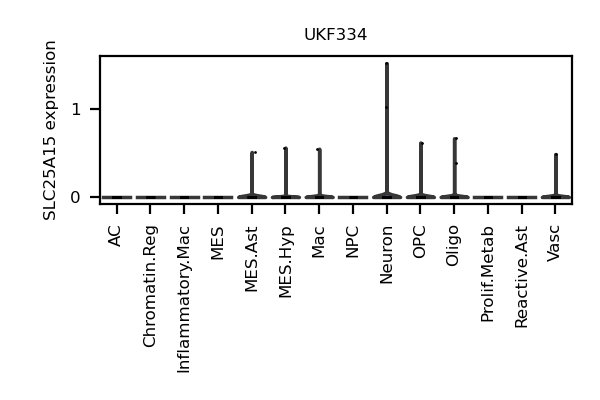 UKF334
SLC25A15 expression
1
0
AC
Chromatin.Reg
Inflammatory.Mac
MES
MES.Ast
MES.Hyp
Mac
NPC
Neuron
OPC
Oligo
Prolif.Metab
Reactive.Ast
Vasc